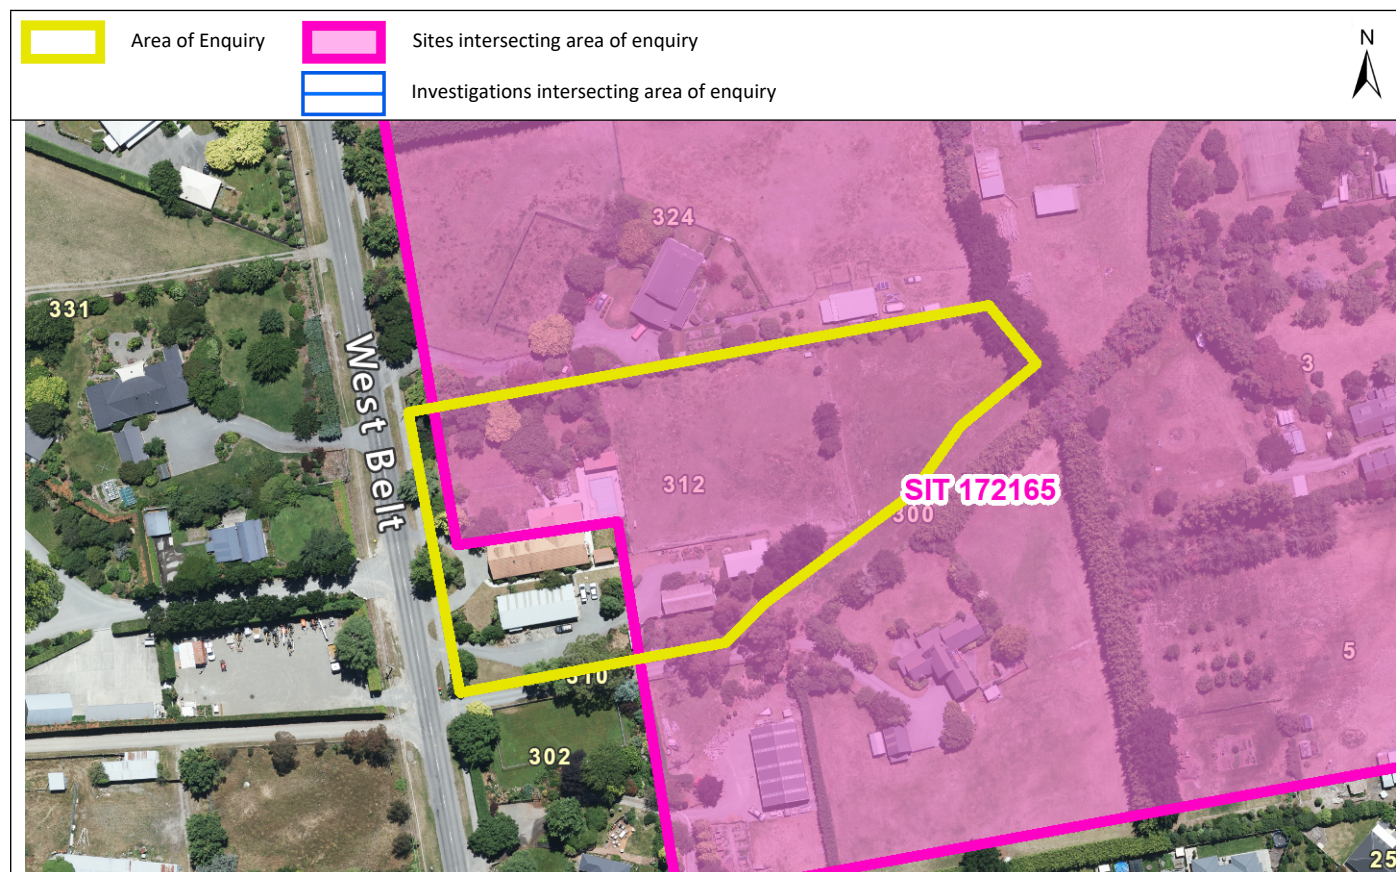 Area of Enquiry
Sites intersecting area of enquiry
N
Investigations intersecting area of enquiry
324
331
West Belt
3
312
SIT 172165
300
5
310
302
25